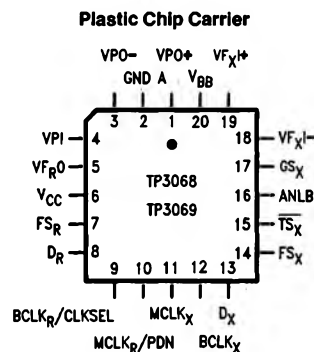 Plastic Chip Carrier
VPO- VPO+ VFXI+
GND A VBB
3 2 1 20 19
VPI 4 18 VFXI-
VFRO 5 17 GSX
VCC 6 TP3068 16 ANLB
FSR 7 TP3069 15 T̅S̅X̅
DR 8 14 FSX
9 10 11 12 13
BCLKR/CLKSEL MCLKX DX
MCLKR/PDN BCLKX